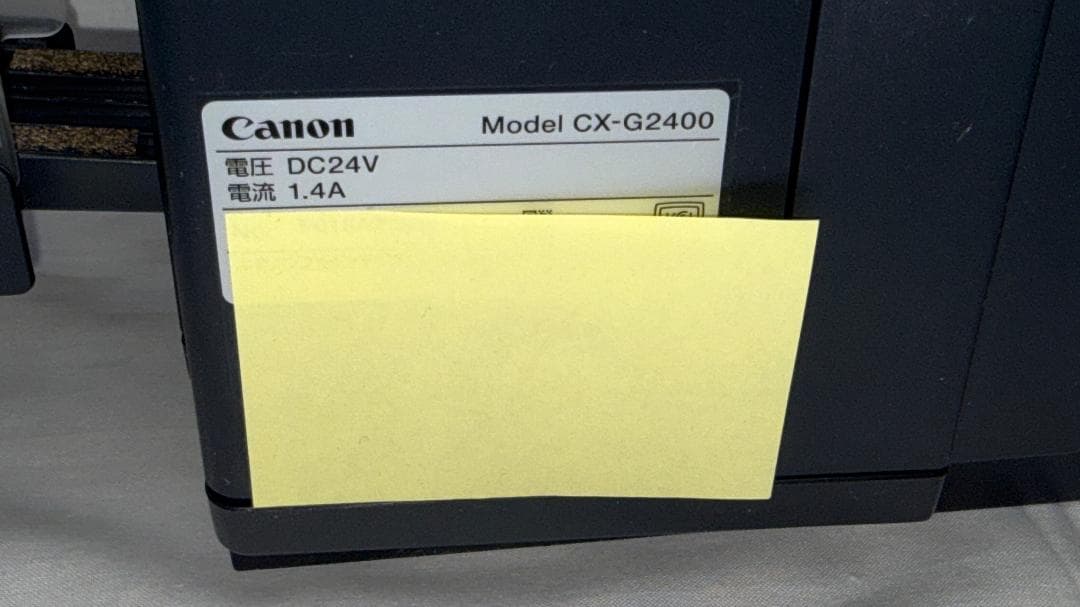 Canon Model CX-G2400
電圧 DC24V
電流 1.4A